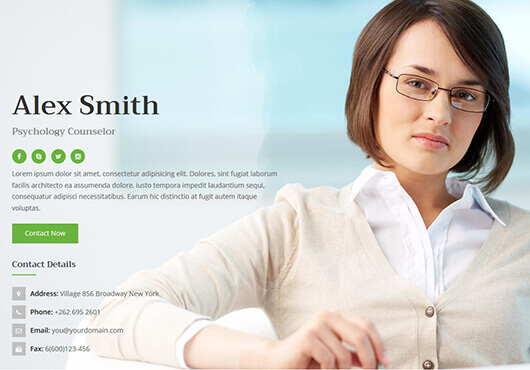 Alex Smith
Psychology Counselor
Lorem ipsum dolor sit amet, consectetur adipisicing elit. Dolores, sint fugiat laborum
facilis architecto ea assumenda dolore, iusto tempora impedit laudantium sequi,
consequatur adipisci necessitatibus. Earum hic distinctio at fugit autem itaque
voluptas.
Contact Now
Contact Details
Address: Village 856 Broadway New York
Phone: +262 695 2601
Email: you@yourdomain.com
Fax: 6(600)123-456